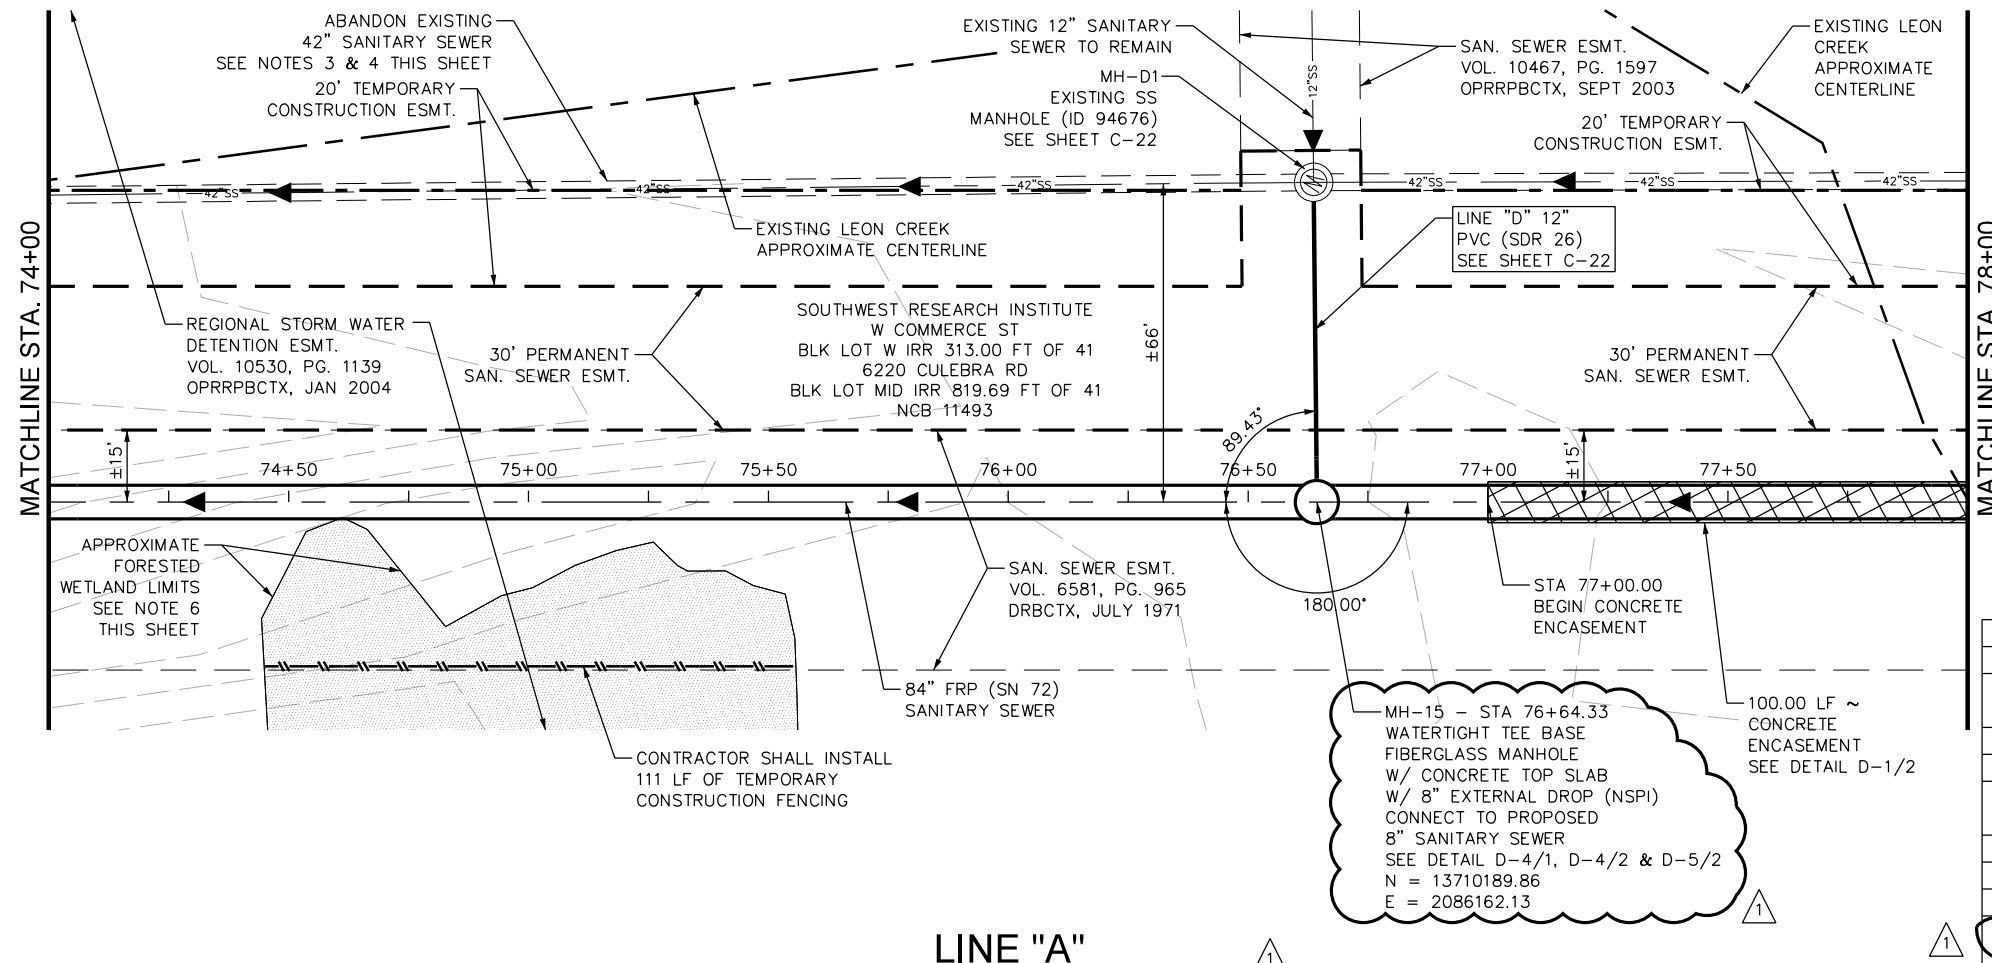 ABANDON EXISTING
42" SANITARY SEWER
SEE NOTES 3 & 4 THIS SHEET
20' TEMPORARY
CONSTRUCTION ESMT.
EXISTING 12" SANITARY
SEWER TO REMAIN
MH-D1
EXISTING SS
MANHOLE (ID 94676)
SEE SHEET C-22
12"SS
SAN. SEWER ESMT.
VOL. 10467, PG. 1597
OPRRPBCTX, SEPT 2003
20' TEMPORARY
CONSTRUCTION ESMT.
EXISTING LEON
CREEK
APPROXIMATE
CENTERLINE
42"SS
42"SS
42"SS
42"SS
42"SS
42"SS
MATCHLINE STA. 74+00
EXISTING LEON CREEK
APPROXIMATE CENTERLINE
LINE "D" 12"
PVC (SDR 26)
SEE SHEET C-22
MATCHLINE STA. 78+00
REGIONAL STORM WATER
DETENTION ESMT.
VOL. 10530, PG. 1139
OPRRPBCTX, JAN 2004
30' PERMANENT
SAN. SEWER ESMT.
SOUTHWEST RESEARCH INSTITUTE
W COMMERCE ST
BLK LOT W IRR 313.00 FT OF 41
6220 CULEBRA RD
BLK LOT MID IRR 819.69 FT OF 41
NCB 11493
±66'
30' PERMANENT
SAN. SEWER ESMT.
89.43°
±15'
±15'
74+50
75+00
75+50
76+00
76+50
77+00
77+50
APPROXIMATE
FORESTED
WETLAND LIMITS
SEE NOTE 6
THIS SHEET
SAN. SEWER ESMT.
VOL. 6581, PG. 965
DRBCTX, JULY 1971
180.00°
STA 77+00.00
BEGIN CONCRETE
ENCASEMENT
84" FRP (SN 72)
SANITARY SEWER
CONTRACTOR SHALL INSTALL
111 LF OF TEMPORARY
CONSTRUCTION FENCING
MH-15 - STA 76+64.33
WATERTIGHT TEE BASE
FIBERGLASS MANHOLE
W/ CONCRETE TOP SLAB
W/ 8" EXTERNAL DROP (NSPI)
CONNECT TO PROPOSED
8" SANITARY SEWER
SEE DETAIL D-4/1, D-4/2 & D-5/2
N = 13710189.86
E = 2086162.13
100.00 LF ~
CONCRETE
ENCASEMENT
SEE DETAIL D-1/2
1
LINE "A"
1
1